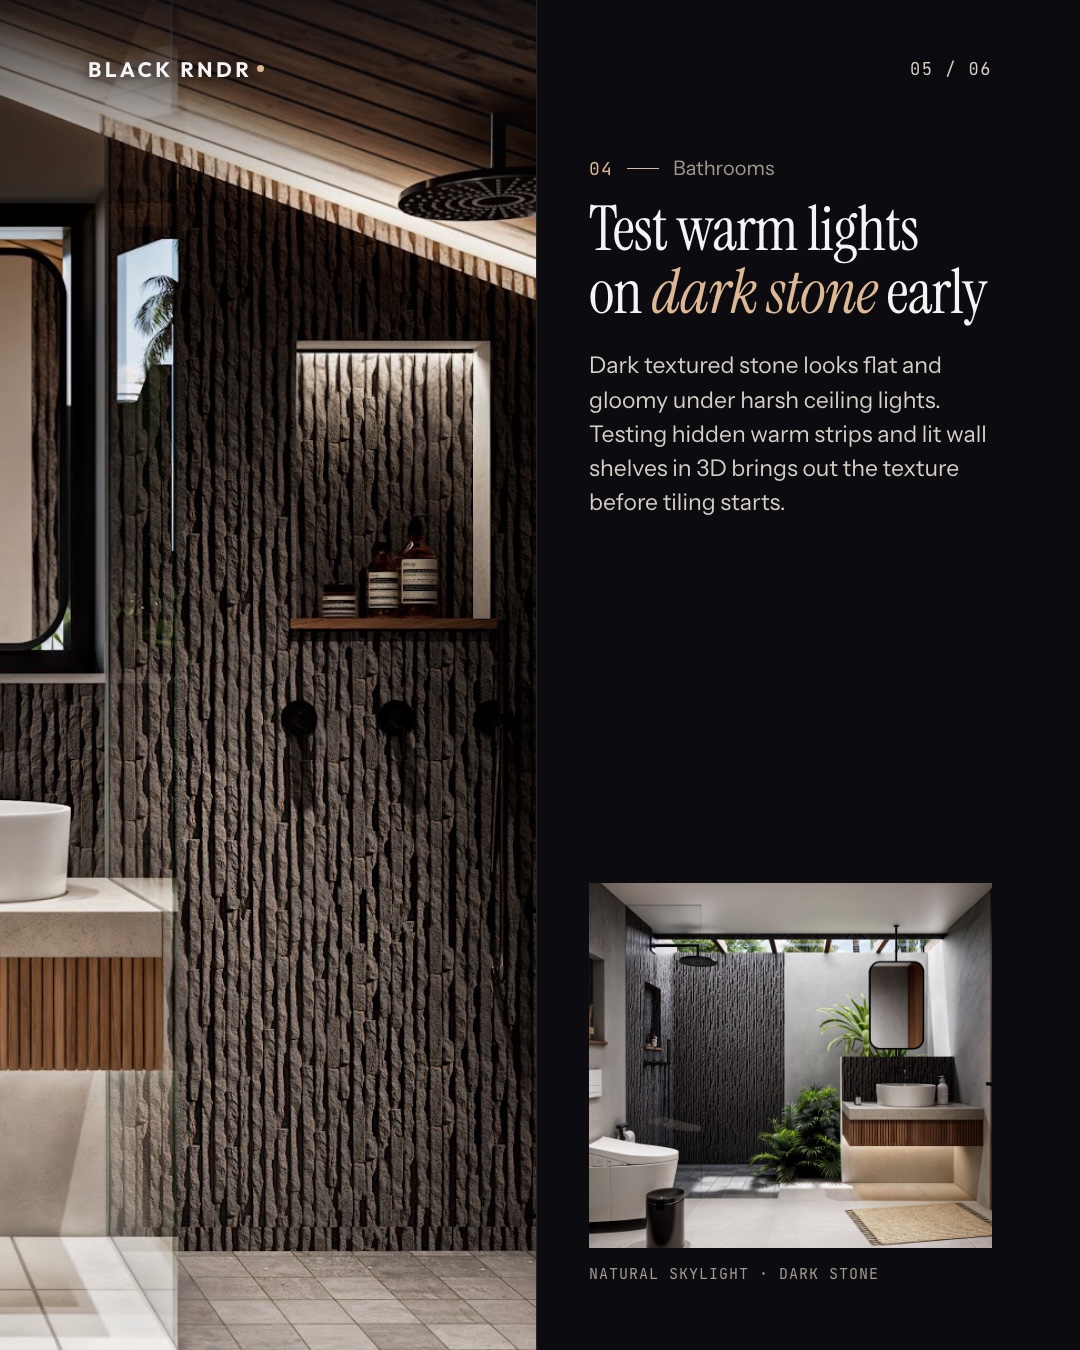 BLACK RNDR
05 / 06
04 — Bathrooms
Test warm lights
on dark stone early
Dark textured stone looks flat and
gloomy under harsh ceiling lights.
Testing hidden warm strips and lit wall
shelves in 3D brings out the texture
before tiling starts.
NATURAL SKYLIGHT · DARK STONE